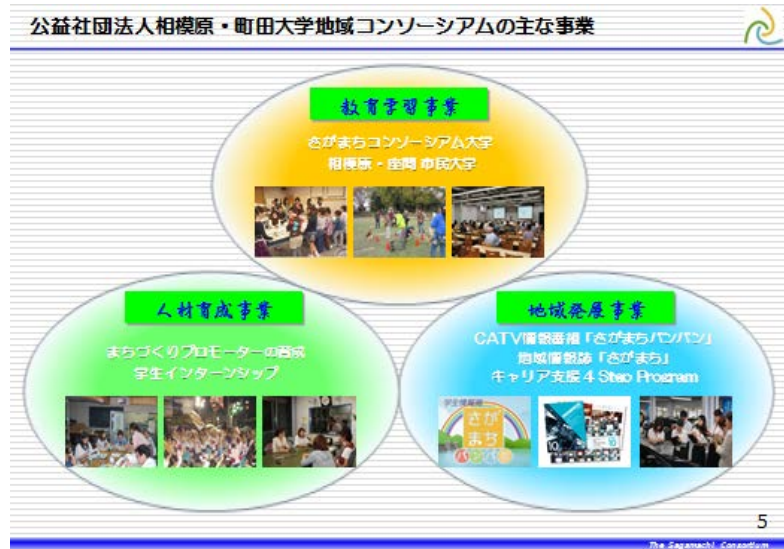 公益社団法人相模原・町田大学地域コンソーシアムの主な事業
教育学習事業
さがまちコンソーシアム大学
相模原・座間 市民大学
人材育成事業
まちづくりプロモーターの育成
学生インターンシップ
地域発展事業
CATV情報番組「さがまちパンパン」
地域情報誌「さがまち」
キャリア支援 4 Step Program
さが
まち
5
The Sagamachi Consortium